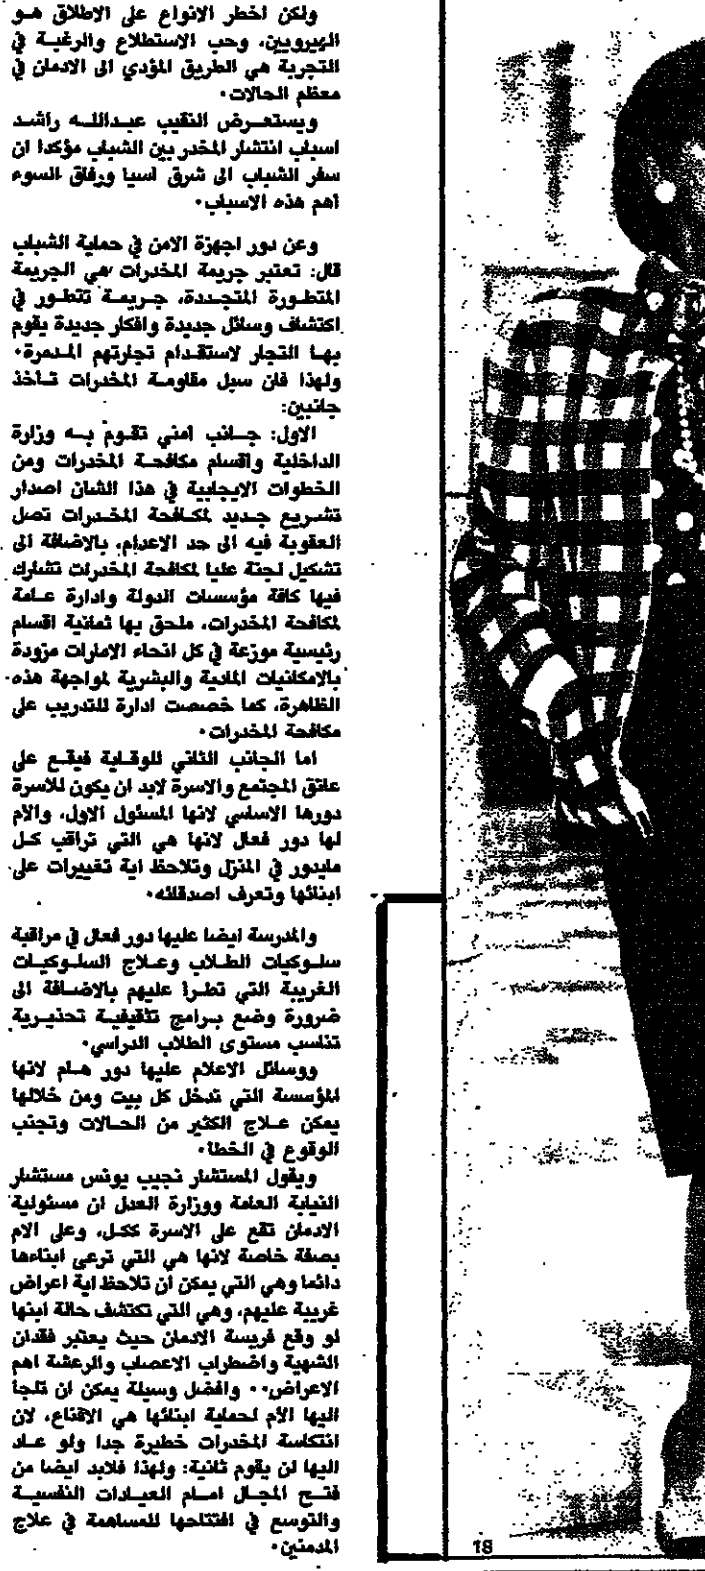 ولكن اخطر الانواع على الاطلاق هو
الهيرويين، وحب الاستطلاع والرغبة في
التجربة هي الطريق المؤدي الى الادمان في
معظم الحالات٠
ويستعرض النقيب عبدالله راشد
اسباب انتشار المخدر بين الشباب مؤكدا ان
سفر الشباب الى شرق اسيا ورفاق السوء
أهم هذه الاسباب٠
وعن دور اجهزة الامن في حماية الشباب
قال: تعتبر جريمة المخدرات هي الجريمة
المتطورة المتجددة، جريمة تتطور في
اكتشاف وسائل جديدة وافكار جديدة يقوم
بها التجار لاستقدام تجارتهم المدمرة٠
ولهذا فان سبل مقاومة المخدرات تأخذ
جانبين:
الاول: جانب امني تقوم به وزارة
الداخلية واقسام مكافحة المخدرات ومن
الخطوات الايجابية في هذا الشان اصدار
تشريع جديد لمكافحة المخدرات تصل
العقوبة فيه الى حد الاعدام، بالاضافة الى
تشكيل لجنة عليا لمكافحة المخدرات تشارك
فيها كافة مؤسسات الدولة وادارة عامة
لمكافحة المخدرات، ملحق بها ثمانية اقسام
رئيسية موزعة في كل انحاء الامارات مزودة
بالامكانيات المادية والبشرية لمواجهة هذه
الظاهرة، كما خصصت ادارة للتدريب على
مكافحة المخدرات٠
اما الجانب الثاني للوقاية فيقع على
عاتق المجتمع والاسرة لابد ان يكون للاسرة
دورها الاساسي لانها المسئول الاول، والام
لها دور فعال لانها هي التي تراقب كل
مايدور في المنزل وتلاحظ اية تغييرات على
ابنائها وتعرف اصدقائه٠
والمدرسة ايضا عليها دور فعال في مراقبة
سلوكيات الطلاب وعلاج السلوكيات
الغريبة التي تطرا عليهم بالاضافة الى
ضرورة وضع برامج تثقيفية تحذيرية
تناسب مستوى الطلاب الدراسي٠
ووسائل الاعلام عليها دور هام لانها
المؤسسة التي تدخل كل بيت ومن خلالها
يمكن علاج الكثير من الحالات وتجنب
الوقوع في الخطا٠
ويقول المستشار نجيب يونس مستشار
النيابة العامة ووزارة العدل ان مسئولية
الادمان تقع على الاسرة ككل، وعلى الام
بصفة خاصة لانها هي التي ترعى ابناءها
دائما وهي التي يمكن ان تلاحظ اية اعراض
غريبة عليهم، وهي التي تكتشف حالة ابنها
لو وقع فريسة الادمان حيث يعتبر فقدان
الشهية واضطراب الاعصاب والرعشة اهم
الاعراض٠٠ وافضل وسيلة يمكن ان تلجا
اليها الأم لحماية ابنائها هي الاقناع، لان
انتكاسة المخدرات خطيرة جدا ولو عاد
اليها لن يقوم ثانية: ولهذا فلابد ايضا من
فتح المجال امام العيادات النفسية
والتوسع في افتتاحها للمساهمة في علاج
المدمنين٠
18